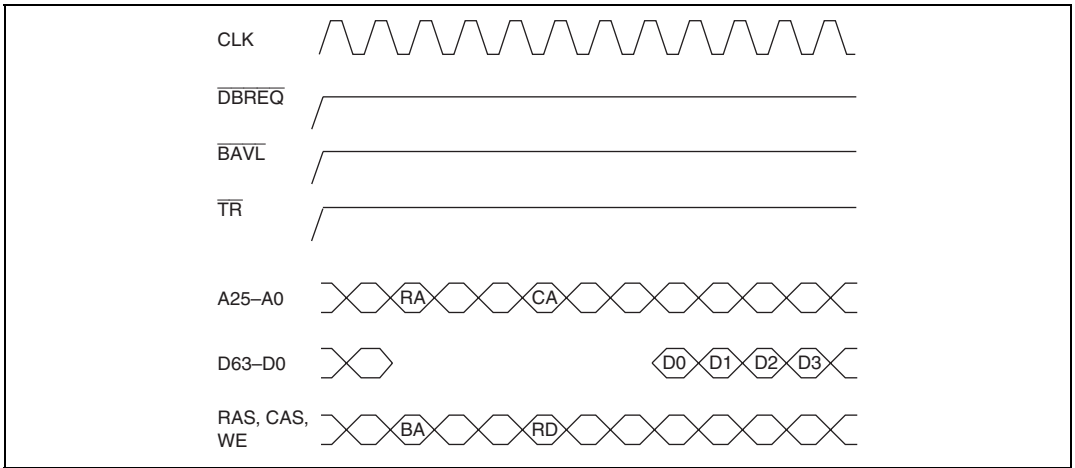 CLK
DBREQ
BAVL
TR
A25–A0 RA CA
D63–D0 D0 D1 D2 D3
RAS, CAS,
WE BA RD